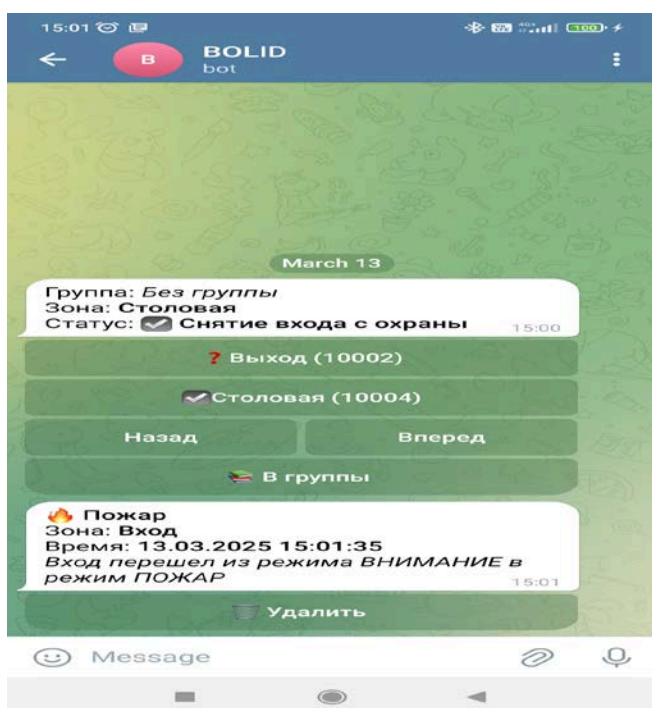 15:01
100
BOLID
B
bot
March 13
Группа: Без группы
Зона: Столовая
Статус: Снятие входа с охраны
15:00
? Выход (10002)
Столовая (10004)
Назад
Вперед
В группы
Пожар
Зона: Вход
Время: 13.03.2025 15:01:35
Вход перешел из режима ВНИМАНИЕ в
режим ПОЖАР
15:01
Удалить
Message